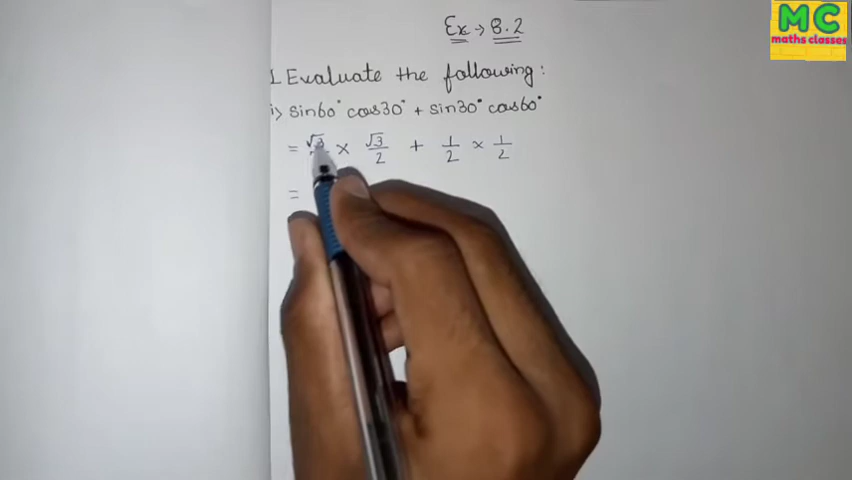 MC
maths classes
Ex → 8.2
1 Evaluate the following :
i> sin60° cos30° + sin30° cos60°
= √3 × √3/2 + 1/2 × 1/2
=